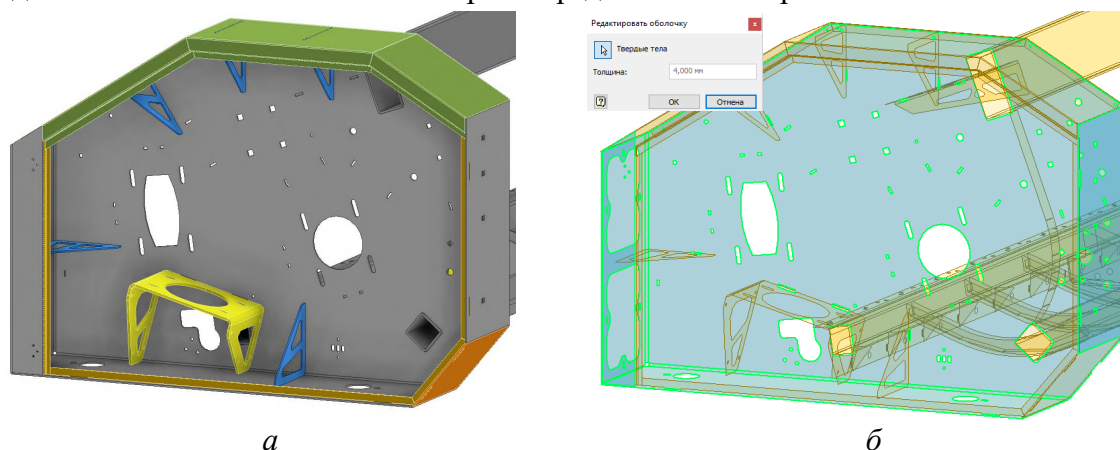 Редактировать оболочку
x
Твердые тела
Толщина:
4,000 мм
?
OK
Отмена
а
б